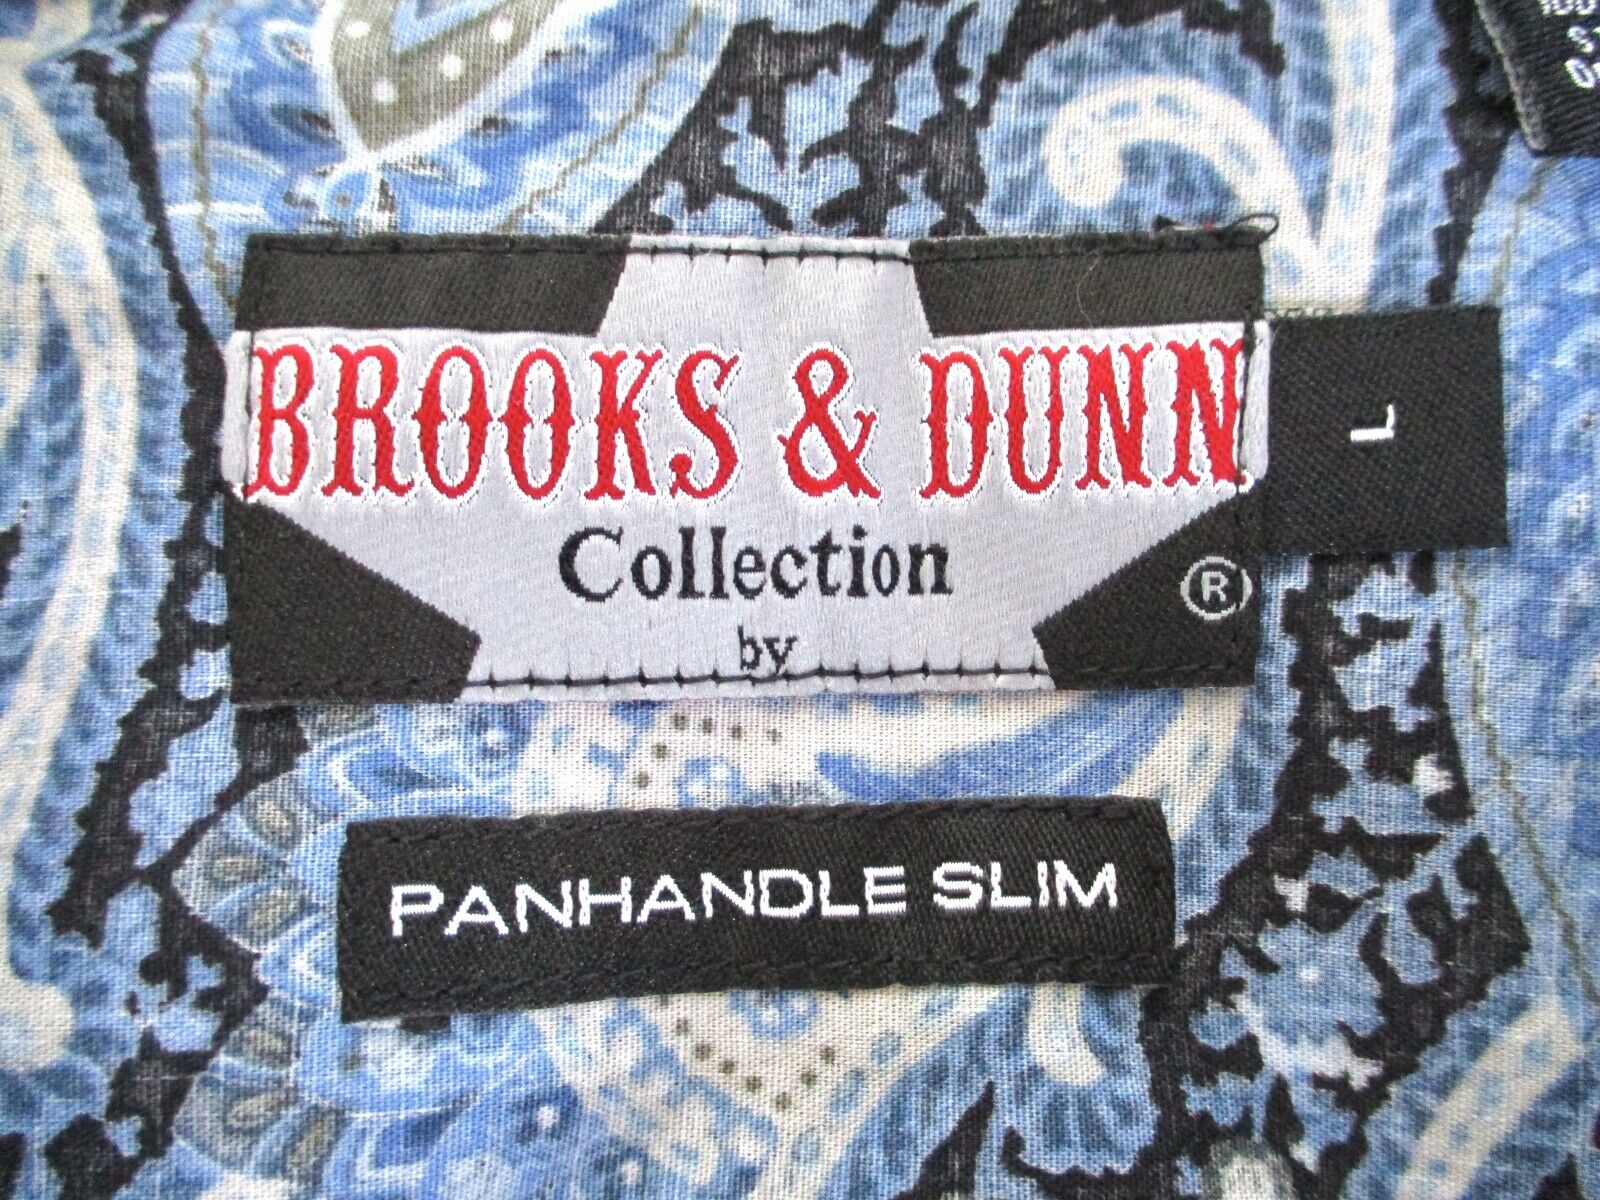 BROOKS & DUNN
Collection
by
®
L
PANHANDLE SLIM